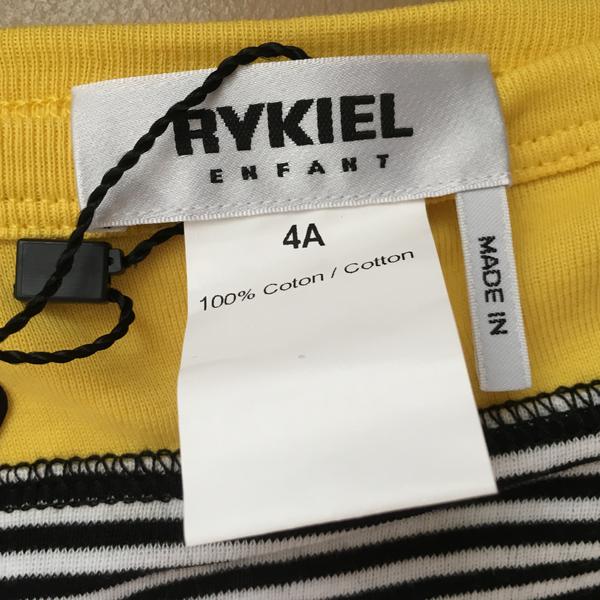 RYKIEL
ENFANT
4A
100% Coton / Cotton
MADE IN